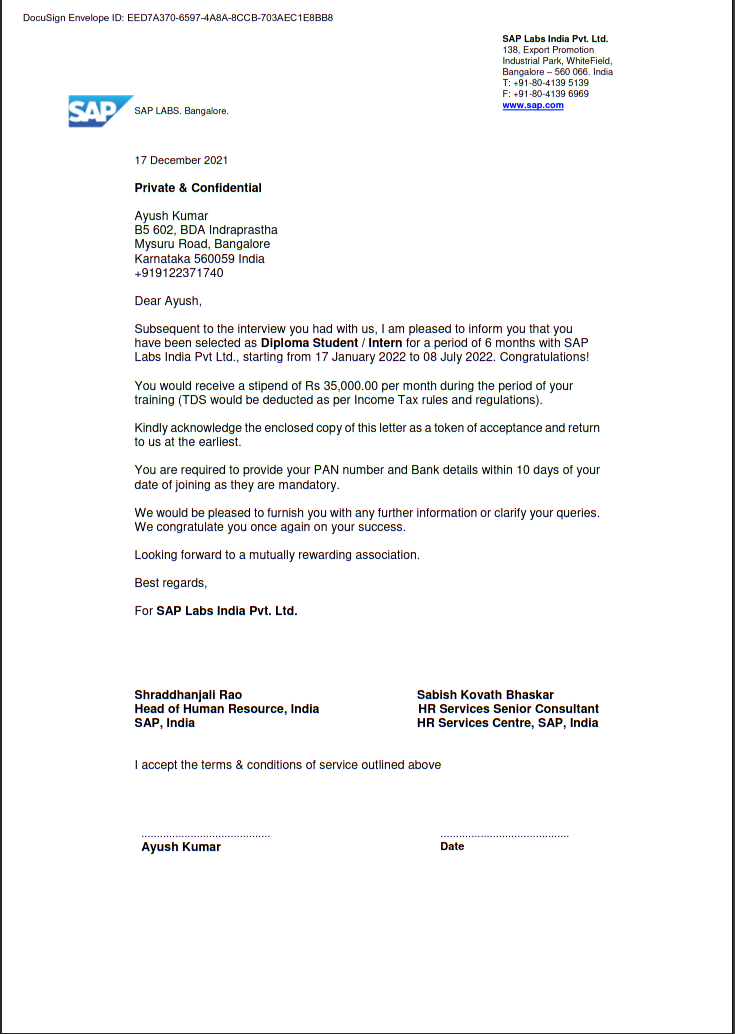 DocuSign Envelope ID: EED7A370-6597-4A8A-8CCB-703AEC1E8BB8
SAP Labs India Pvt. Ltd.
138, Export Promotion
Industrial Park, WhiteField,
Bangalore – 560 066. India
T: +91-80-4139 5139
F: +91-80-4139 6969
www.sap.com
SAP
SAP LABS. Bangalore.
17 December 2021
Private & Confidential
Ayush Kumar
B5 602, BDA Indraprastha
Mysuru Road, Bangalore
Karnataka 560059 India
+919122371740
Dear Ayush,
Subsequent to the interview you had with us, I am pleased to inform you that you
have been selected as Diploma Student / Intern for a period of 6 months with SAP
Labs India Pvt Ltd., starting from 17 January 2022 to 08 July 2022. Congratulations!
You would receive a stipend of Rs 35,000.00 per month during the period of your
training (TDS would be deducted as per Income Tax rules and regulations).
Kindly acknowledge the enclosed copy of this letter as a token of acceptance and return
to us at the earliest.
You are required to provide your PAN number and Bank details within 10 days of your
date of joining as they are mandatory.
We would be pleased to furnish you with any further information or clarify your queries.
We congratulate you once again on your success.
Looking forward to a mutually rewarding association.
Best regards,
For SAP Labs India Pvt. Ltd.
Shraddhanjali Rao
Head of Human Resource, India
SAP, India
Sabish Kovath Bhaskar
HR Services Senior Consultant
HR Services Centre, SAP, India
I accept the terms & conditions of service outlined above
..........................................
Ayush Kumar
..........................................
Date